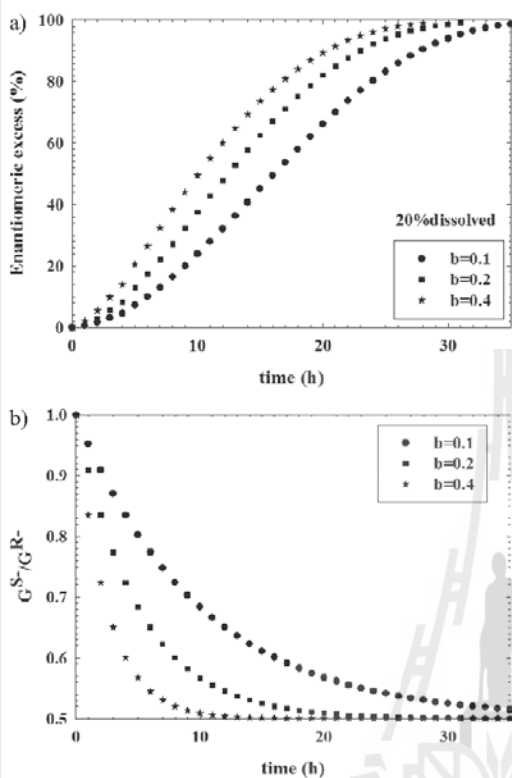 a)
100
80
60
40
20
0
Enantiomeric excess (%)
20%dissolved
b=0.1
b=0.2
b=0.4
0 10 20 30
time (h)
b)
1.0
0.9
0.8
0.7
0.6
0.5
G^S-/G^R-
b=0.1
b=0.2
b=0.4
0 10 20 30
time (h)